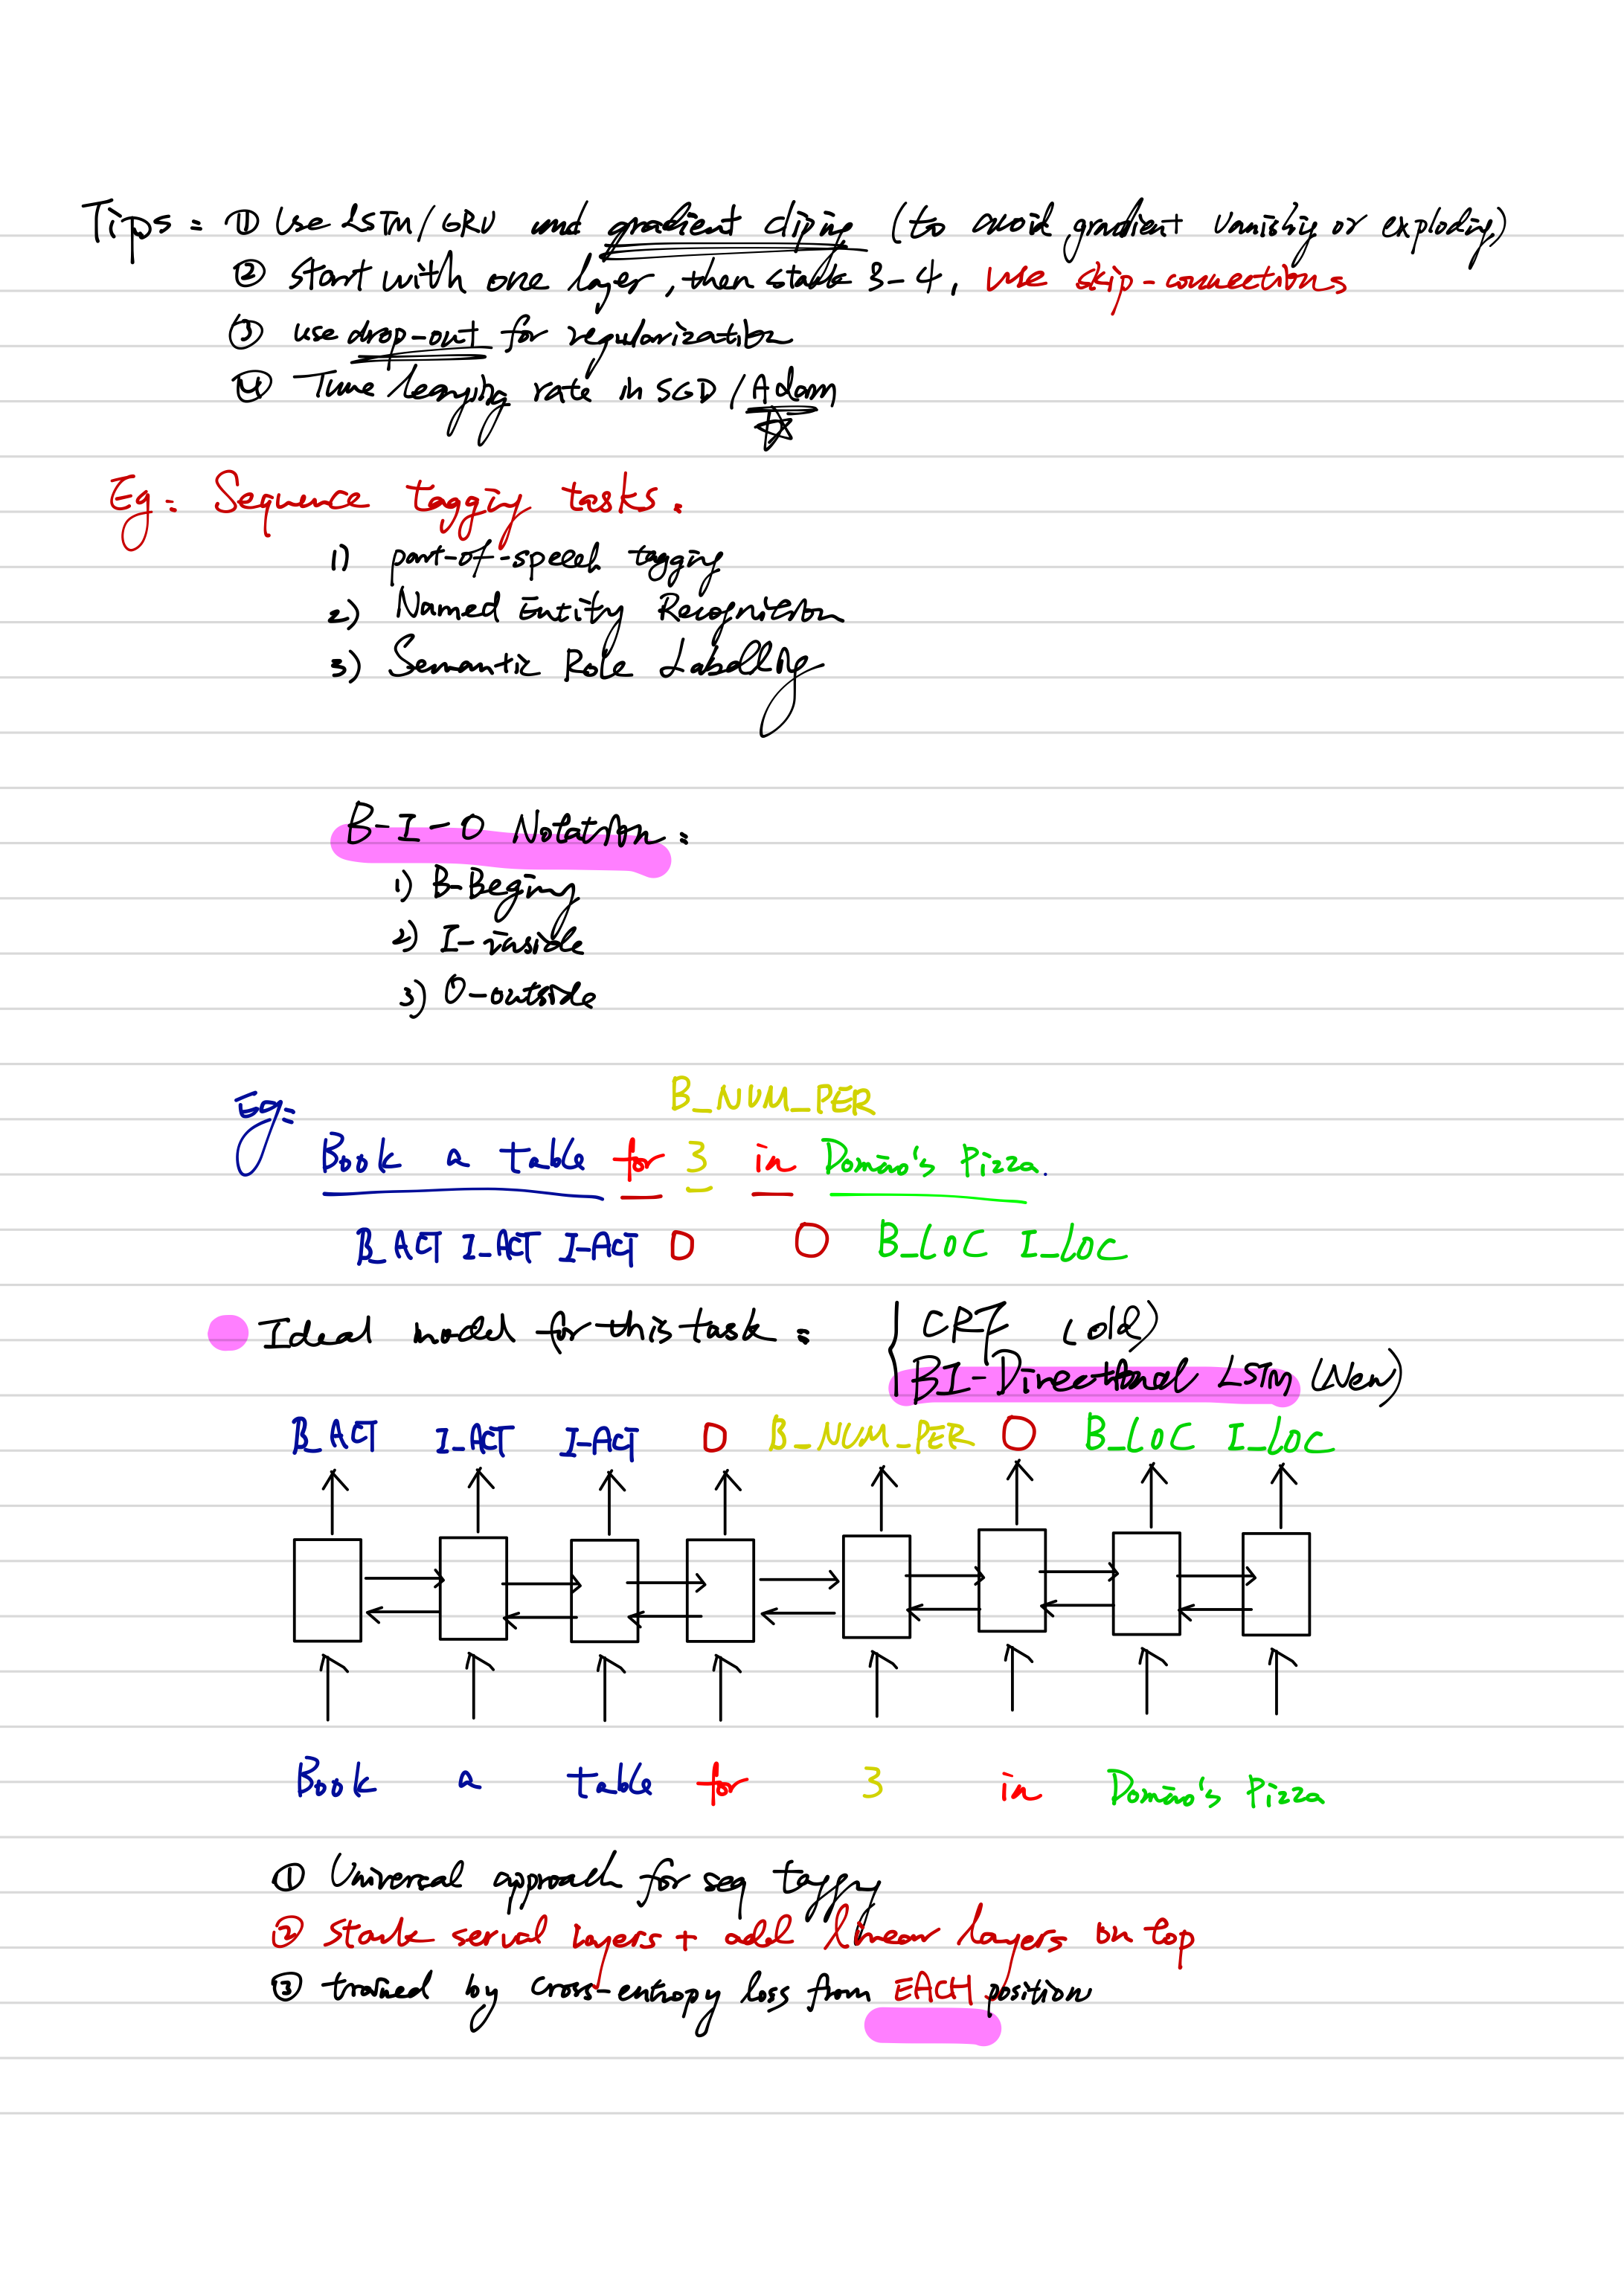 Tips: ① Use LSTM/GRU and gradient cliping (to avoid gradient vanishing or exploding)
② Start with one layer, then stack 3-4, use skip-connections
③ use drop-out for regularization
④ Tune learning rate in SGD/Adam
Eg: Sequence tagging tasks:
1) part-of-speech tagging
2) Named Entity Recognition
3) Semantic Role Labelling
B-I-O Notation:
1) B-Beging
2) I-inside
3) O-outside
Eg:
B_NUM_PER
Book a table for 3 in Domino's Pizza.
B_ACT I_ACT I-ACT O O B_LOC I_LOC
Ideal model for this task: CRF (old)
BI-Directional LSTM (New)
B_ACT I_ACT I-ACT O B_NUM_PER O B_LOC I_LOC
Book a table for 3 in Domino's Pizza
① Universal approach for seq tagging
② Stack serval layers + add linear layers on top
③ trained by cross-entropy loss from EACH position